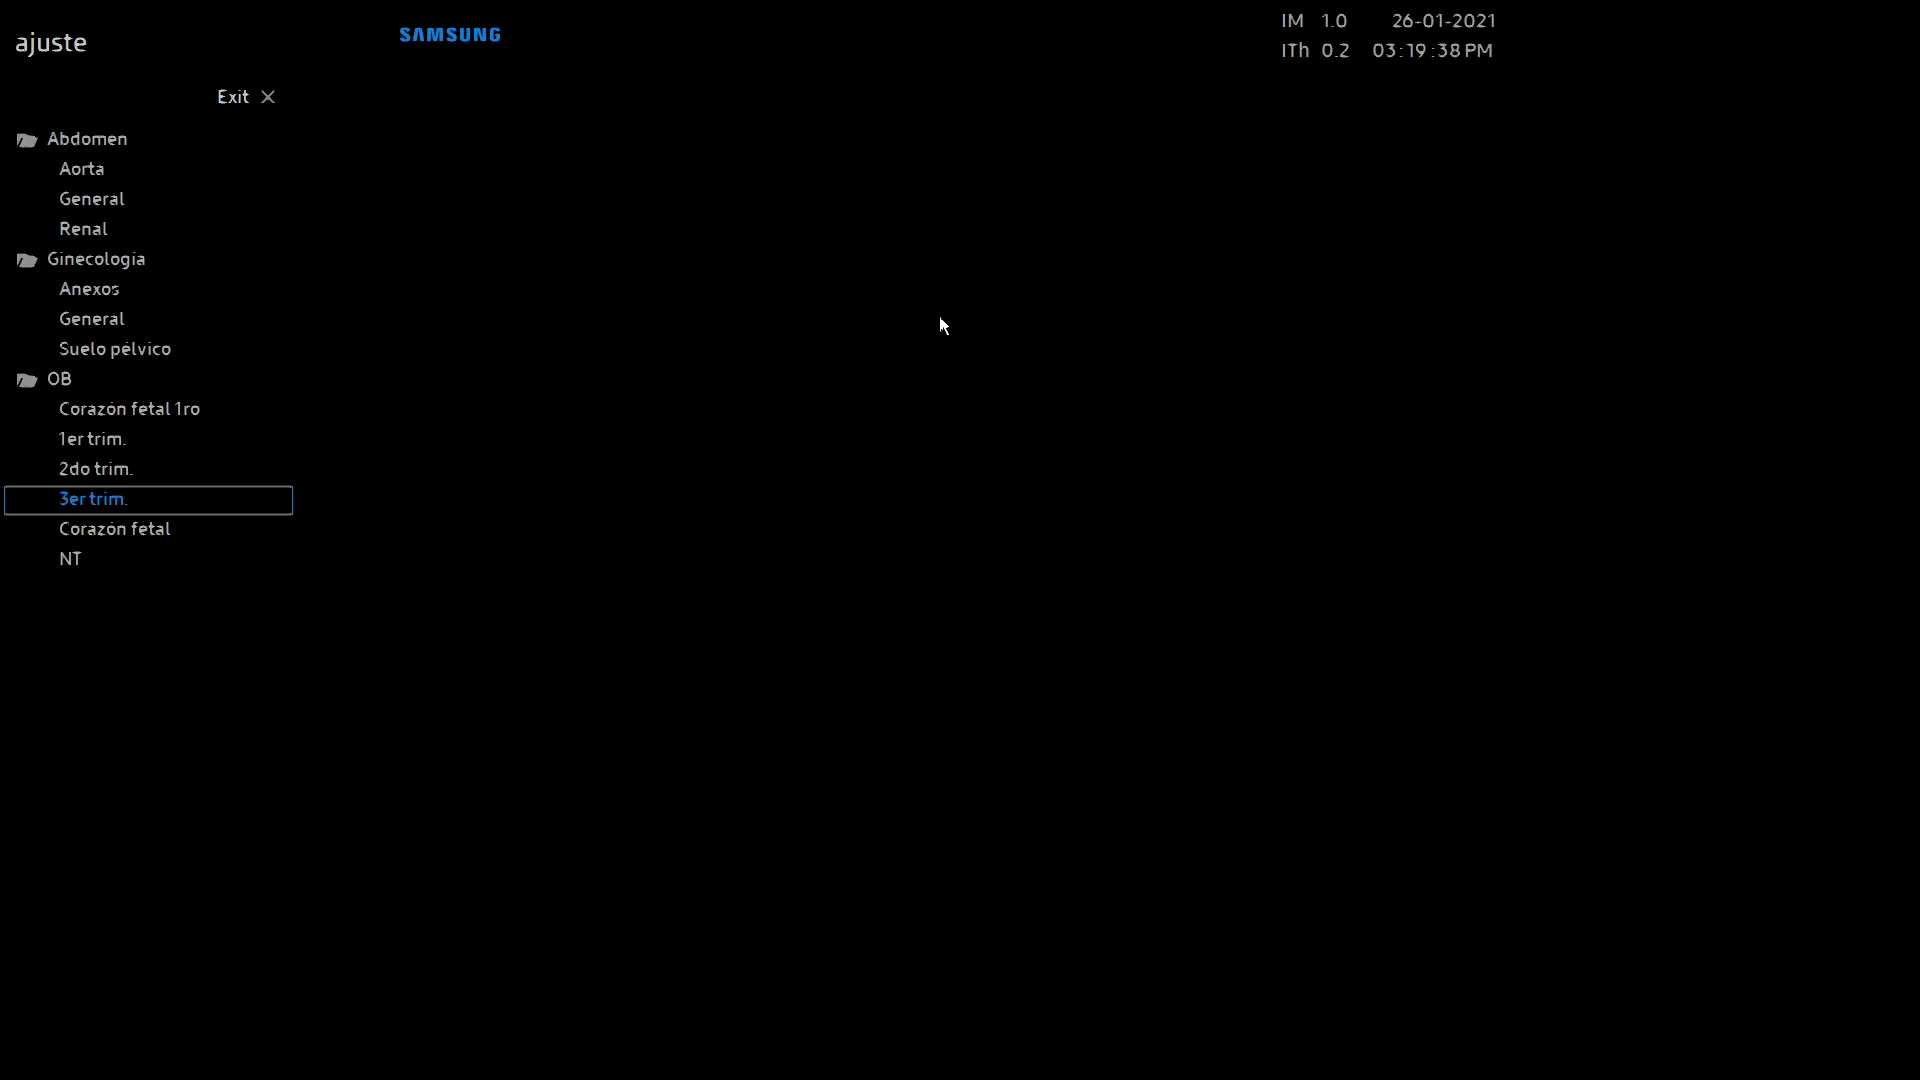 ajuste
SAMSUNG
IM 1.0 26-01-2021
ITh 0.2 03:19:38 PM
Exit
Abdomen
Aorta
General
Renal
Ginecología
Anexos
General
Suelo pélvico
OB
Corazón fetal 1ro
1er trim.
2do trim.
3er trim.
Corazón fetal
NT